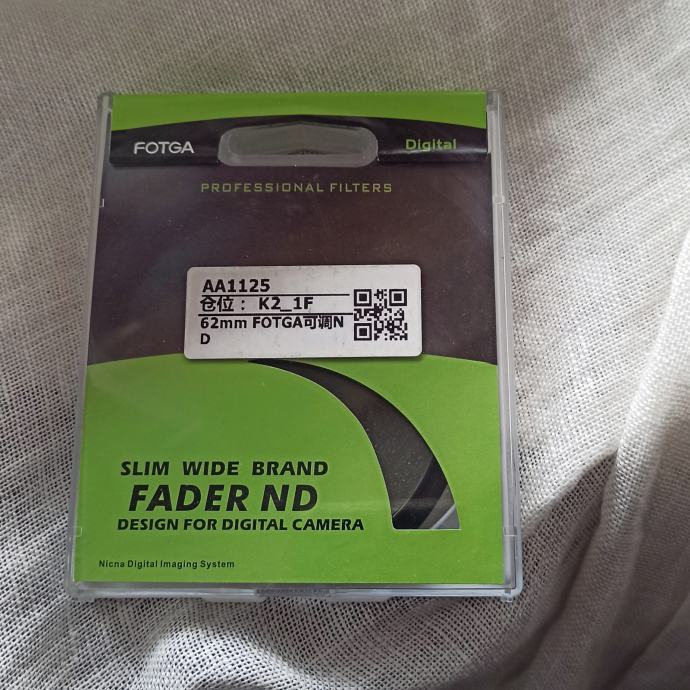 FOTGA
Digital
PROFESSIONAL FILTERS
AA1125
仓位： K2_1F
62mm FOTGA可调N
D
SLIM WIDE BRAND
FADER ND
DESIGN FOR DIGITAL CAMERA
Nicna Digital Imaging System